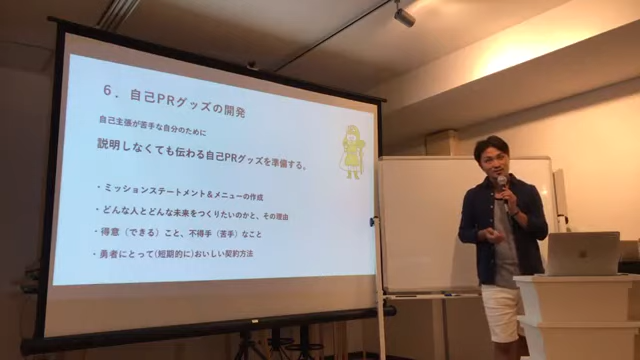 6. 自己PRグッズの開発
自己主張が苦手な自分のために
説明しなくても伝わる自己PRグッズを準備する。
・ミッションステートメント＆メニューの作成
・どんな人とどんな未来をつくりたいのかと、その理由
・得意（できる）こと、不得手（苦手）なこと
・勇者にとって(短期的に)おいしい契約方法